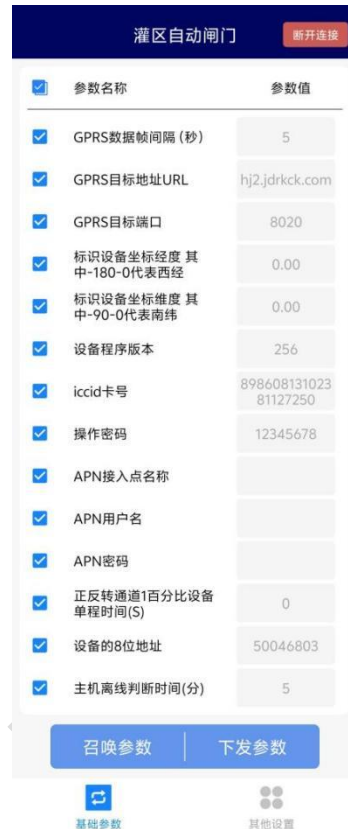 灌区自动闸门
断开连接
参数名称 参数值
GPRS数据帧间隔(秒) 5
GPRS目标地址URL hj2.jdrkck.com
GPRS目标端口 8020
标识设备坐标经度 其
中-180-0代表西经
0.00
标识设备坐标维度 其
中-90-0代表南纬
0.00
设备程序版本 256
iccid卡号
898608131023
81127250
操作密码 12345678
APN接入点名称
APN用户名
APN密码
正反转通道1百分比设备
单程时间(S)
0
设备的8位地址 50046803
主机离线判断时间(分) 5
召唤参数 下发参数
基础参数 其他设置